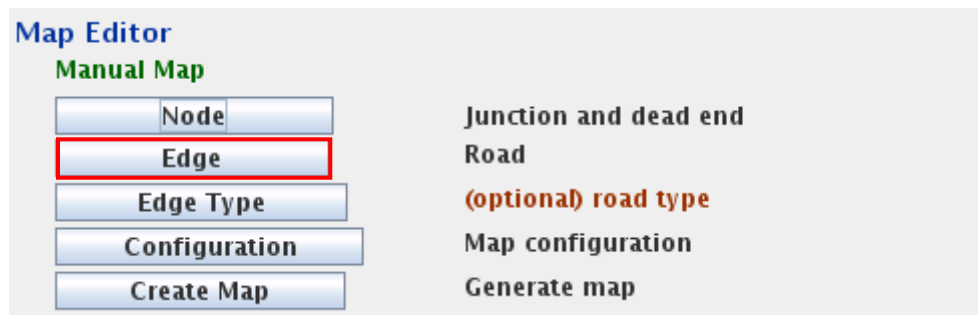 Map Editor
Manual Map
Node Junction and dead end
Edge Road
Edge Type (optional) road type
Configuration Map configuration
Create Map Generate map